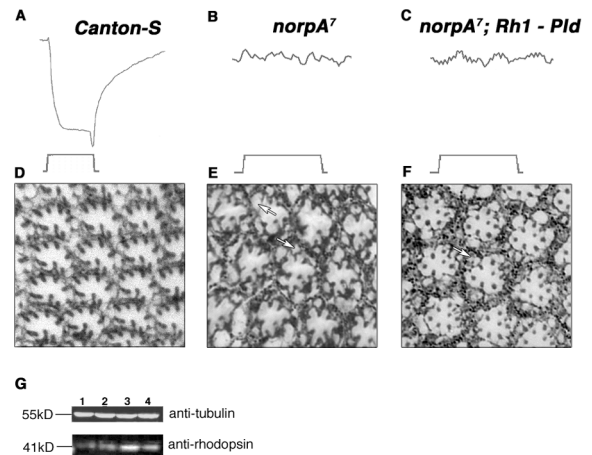 A
Canton-S
B
norpA⁷
C
norpA⁷; Rh1 - Pld
D
E
F
G
1 2 3 4
55kD
anti-tubulin
41kD
anti-rhodopsin